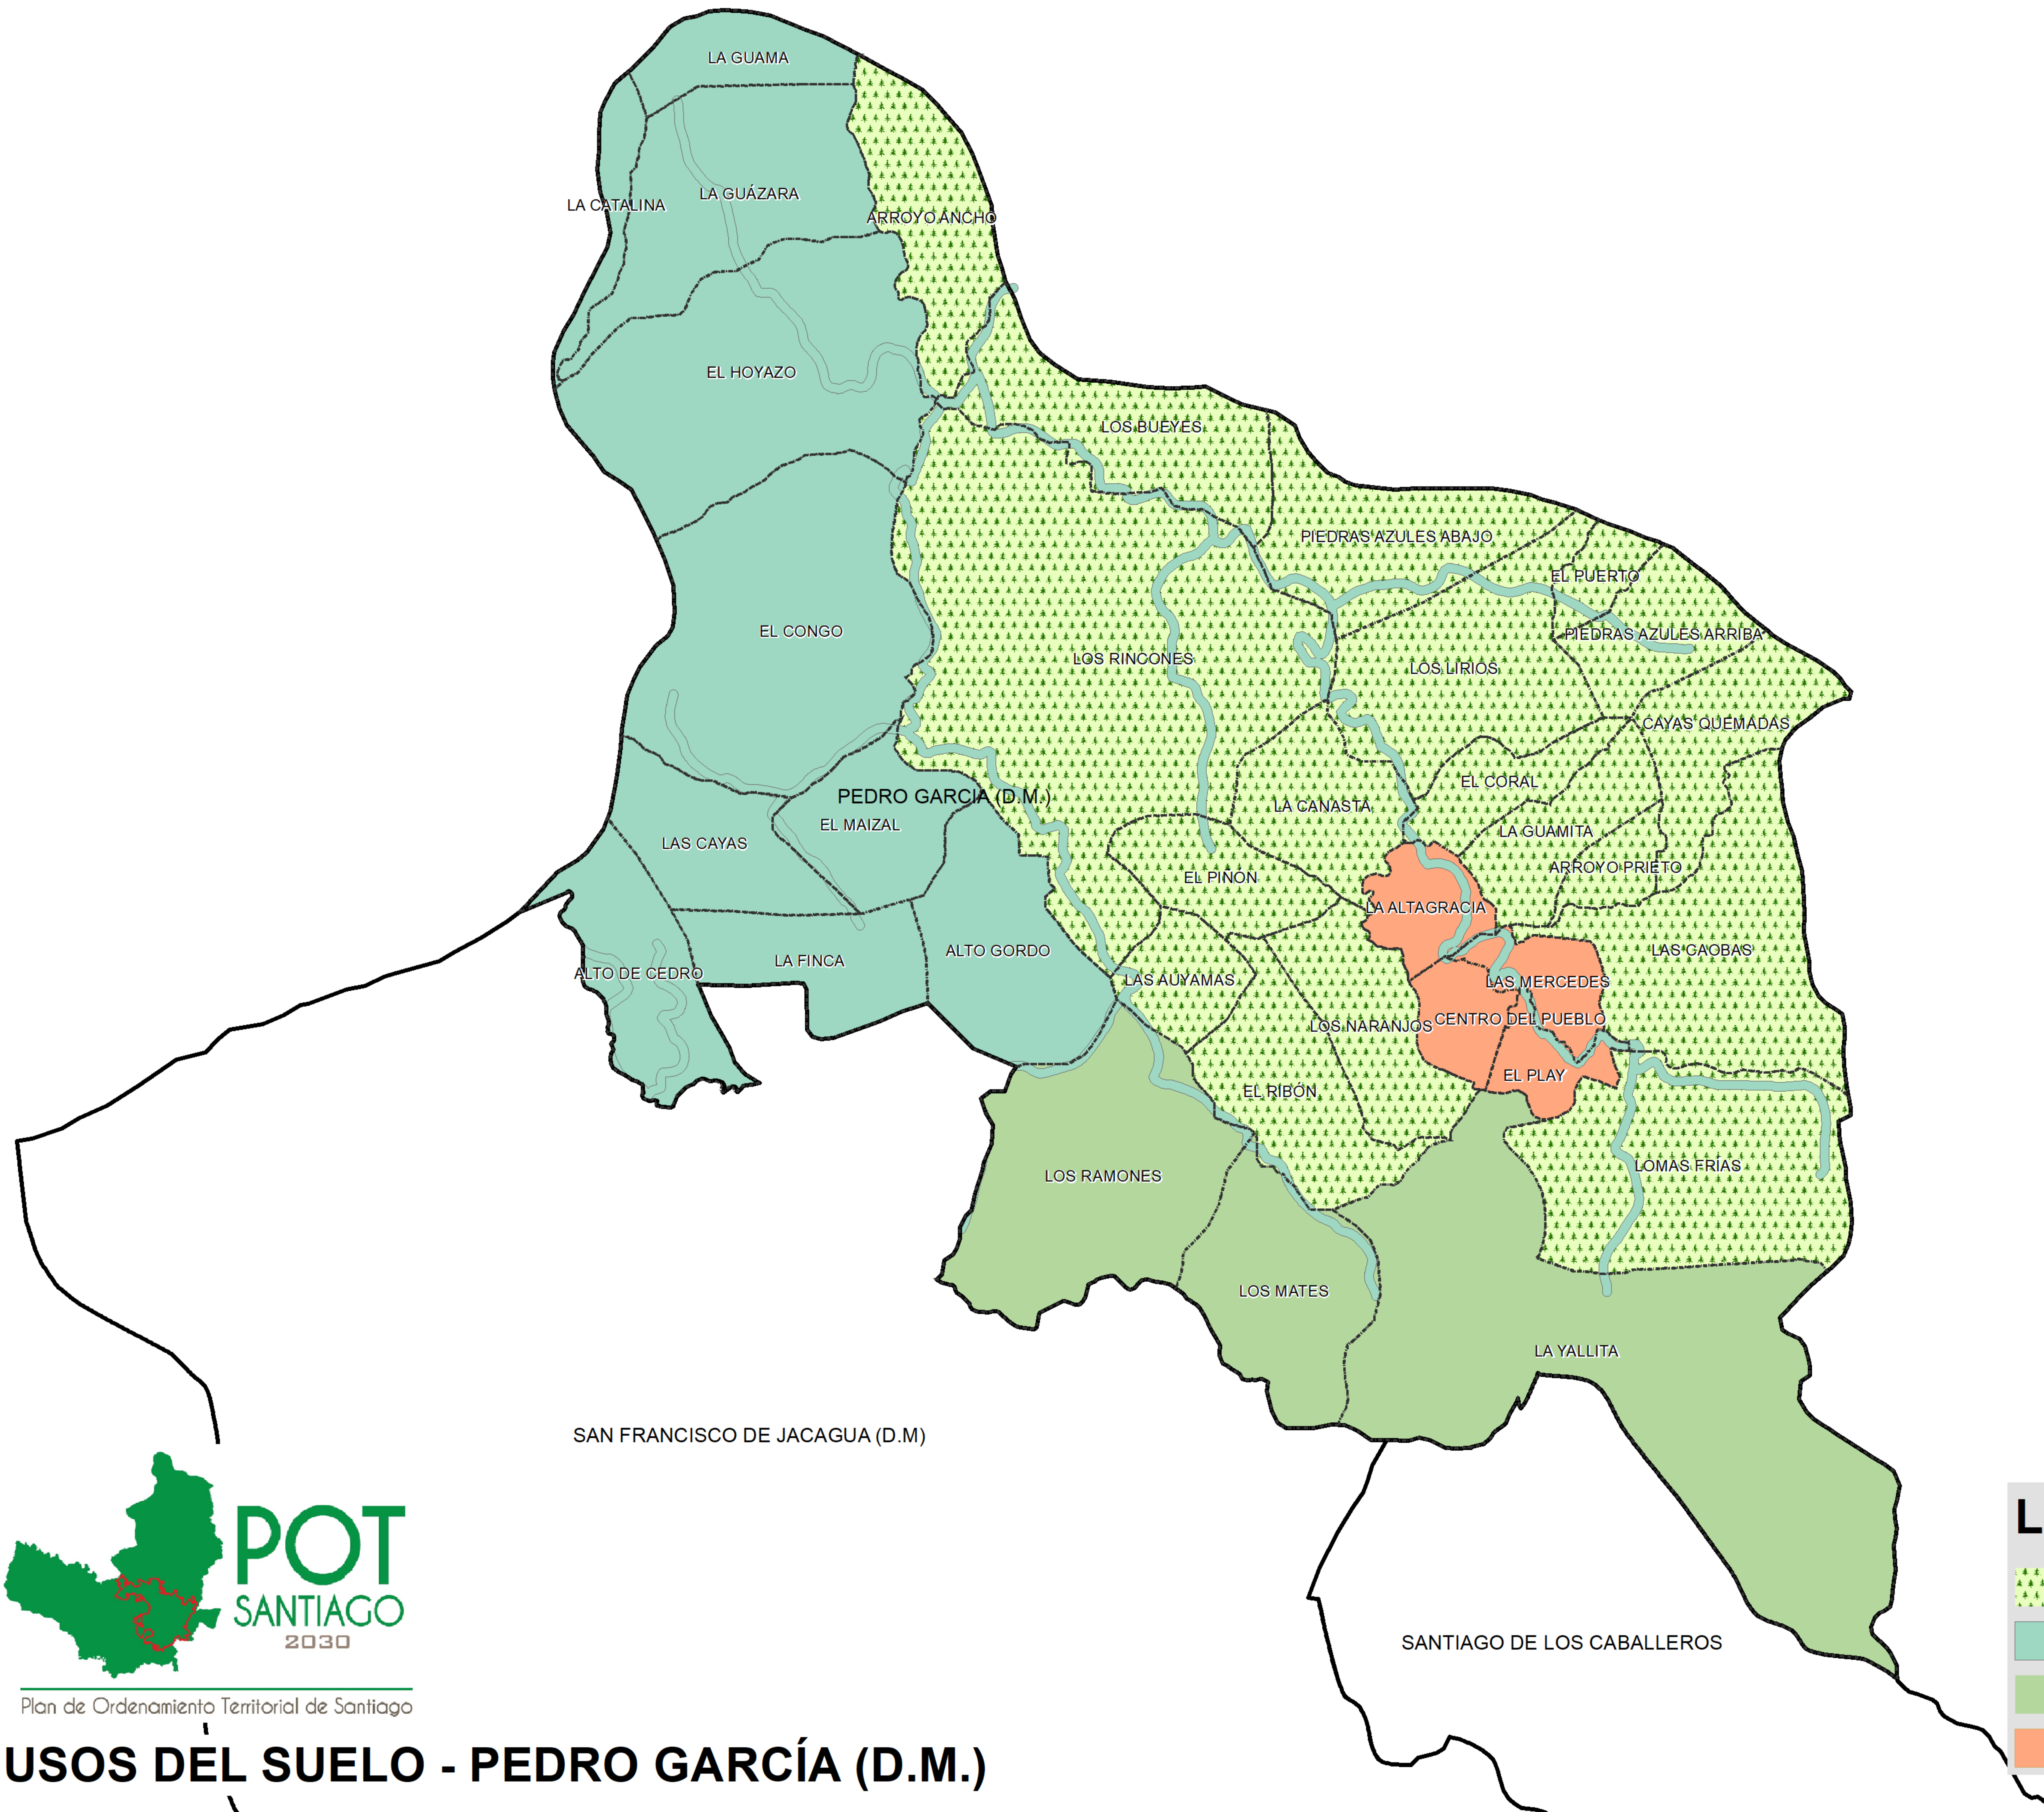 LA GUAMA
LA GUÁZARA
LA CATALINA
ARROYO ANCHO
EL HOYAZO
LOS BUEYES
PIEDRAS AZULES ABAJO
EL PUERTO
EL CONGO
PIEDRAS AZULES ARRIBA
LOS RINCONES
LOS LIRIOS
CAYAS QUEMADAS
EL CORAL
PEDRO GARCÍA (D.M.)
LA CANASTA
EL MAIZAL
LA GUAMITA
LAS CAYAS
ARROYO PRIETO
EL PIÑÓN
LA ALTAGRACIA
ALTO GORDO
LAS CAOBAS
LA FINCA
ALTO DE CEDRO
LAS AUYAMAS
LAS MERCEDES
CENTRO DEL PUEBLO
LOS NARANJOS
EL PLAY
EL RIBÓN
LOMAS FRÍAS
LOS RAMONES
LOS MATES
LA YALLITA
SAN FRANCISCO DE JACAGUA (D.M)
SANTIAGO DE LOS CABALLEROS
L
POT
SANTIAGO
2030
Plan de Ordenamiento Territorial de Santiago
USOS DEL SUELO - PEDRO GARCÍA (D.M.)